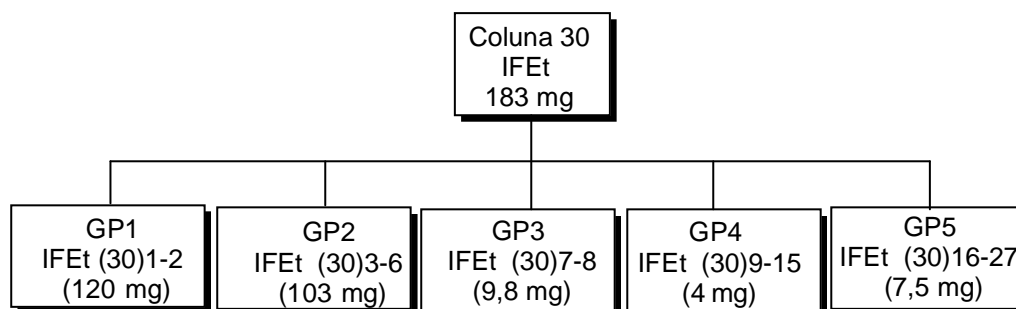 Coluna 30
IFEt
183 mg
GP1
IFEt (30)1-2
(120 mg)
GP2
IFEt (30)3-6
(103 mg)
GP3
IFEt (30)7-8
(9,8 mg)
GP4
IFEt (30)9-15
(4 mg)
GP5
IFEt (30)16-27
(7,5 mg)